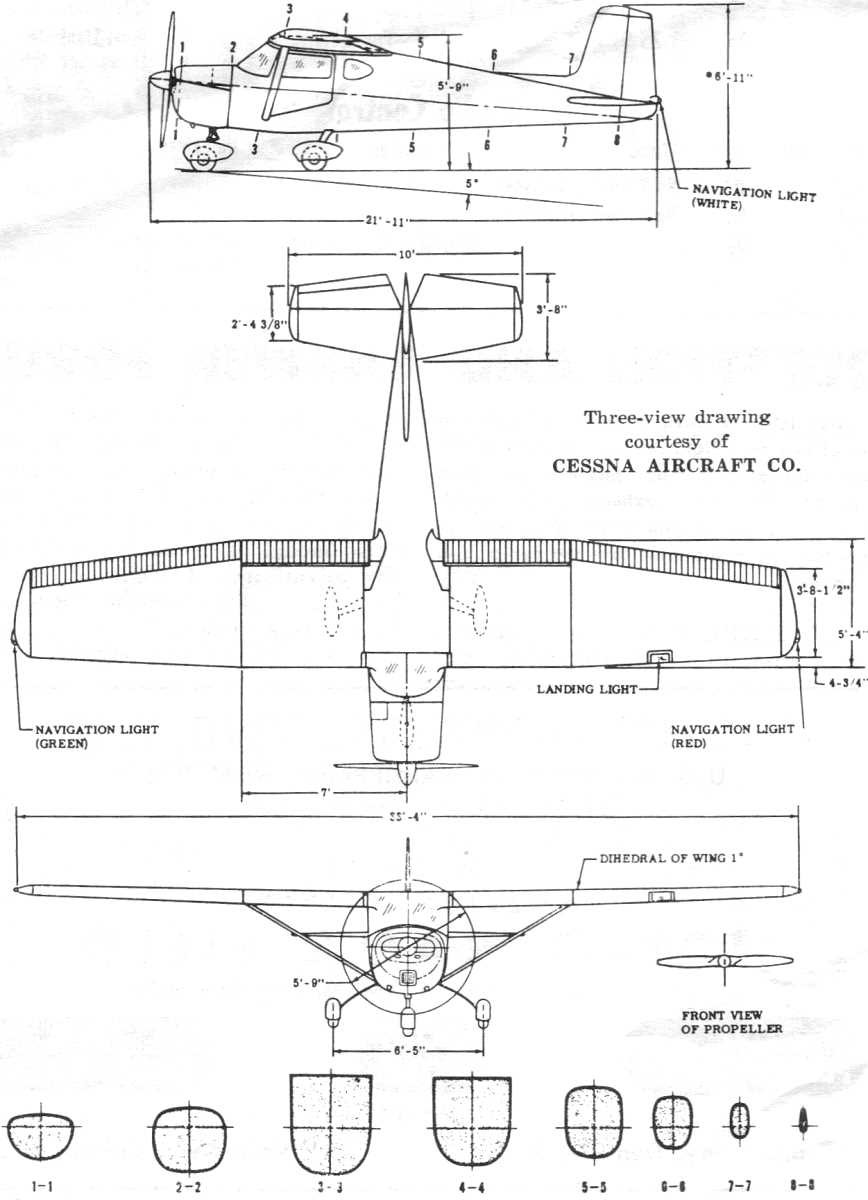 3
4
1
2
5
6
7
5'-9"
*6'-11"
1
3
5
6
7
8
5°
NAVIGATION LIGHT
(WHITE)
21'-11"
10'
2'-4 3/8"
3'-8"
Three-view drawing
courtesy of
CESSNA AIRCRAFT CO.
3'-8-1/2"
5'-4"
LANDING LIGHT
4-3/4"
NAVIGATION LIGHT
(GREEN)
NAVIGATION LIGHT
(RED)
7'
DIHEDRAL OF WING 1°
5'-9"
FRONT VIEW
OF PROPELLER
6'-5"
1-1
2-2
3-3
4-4
5-5
6-6
7-7
8-8